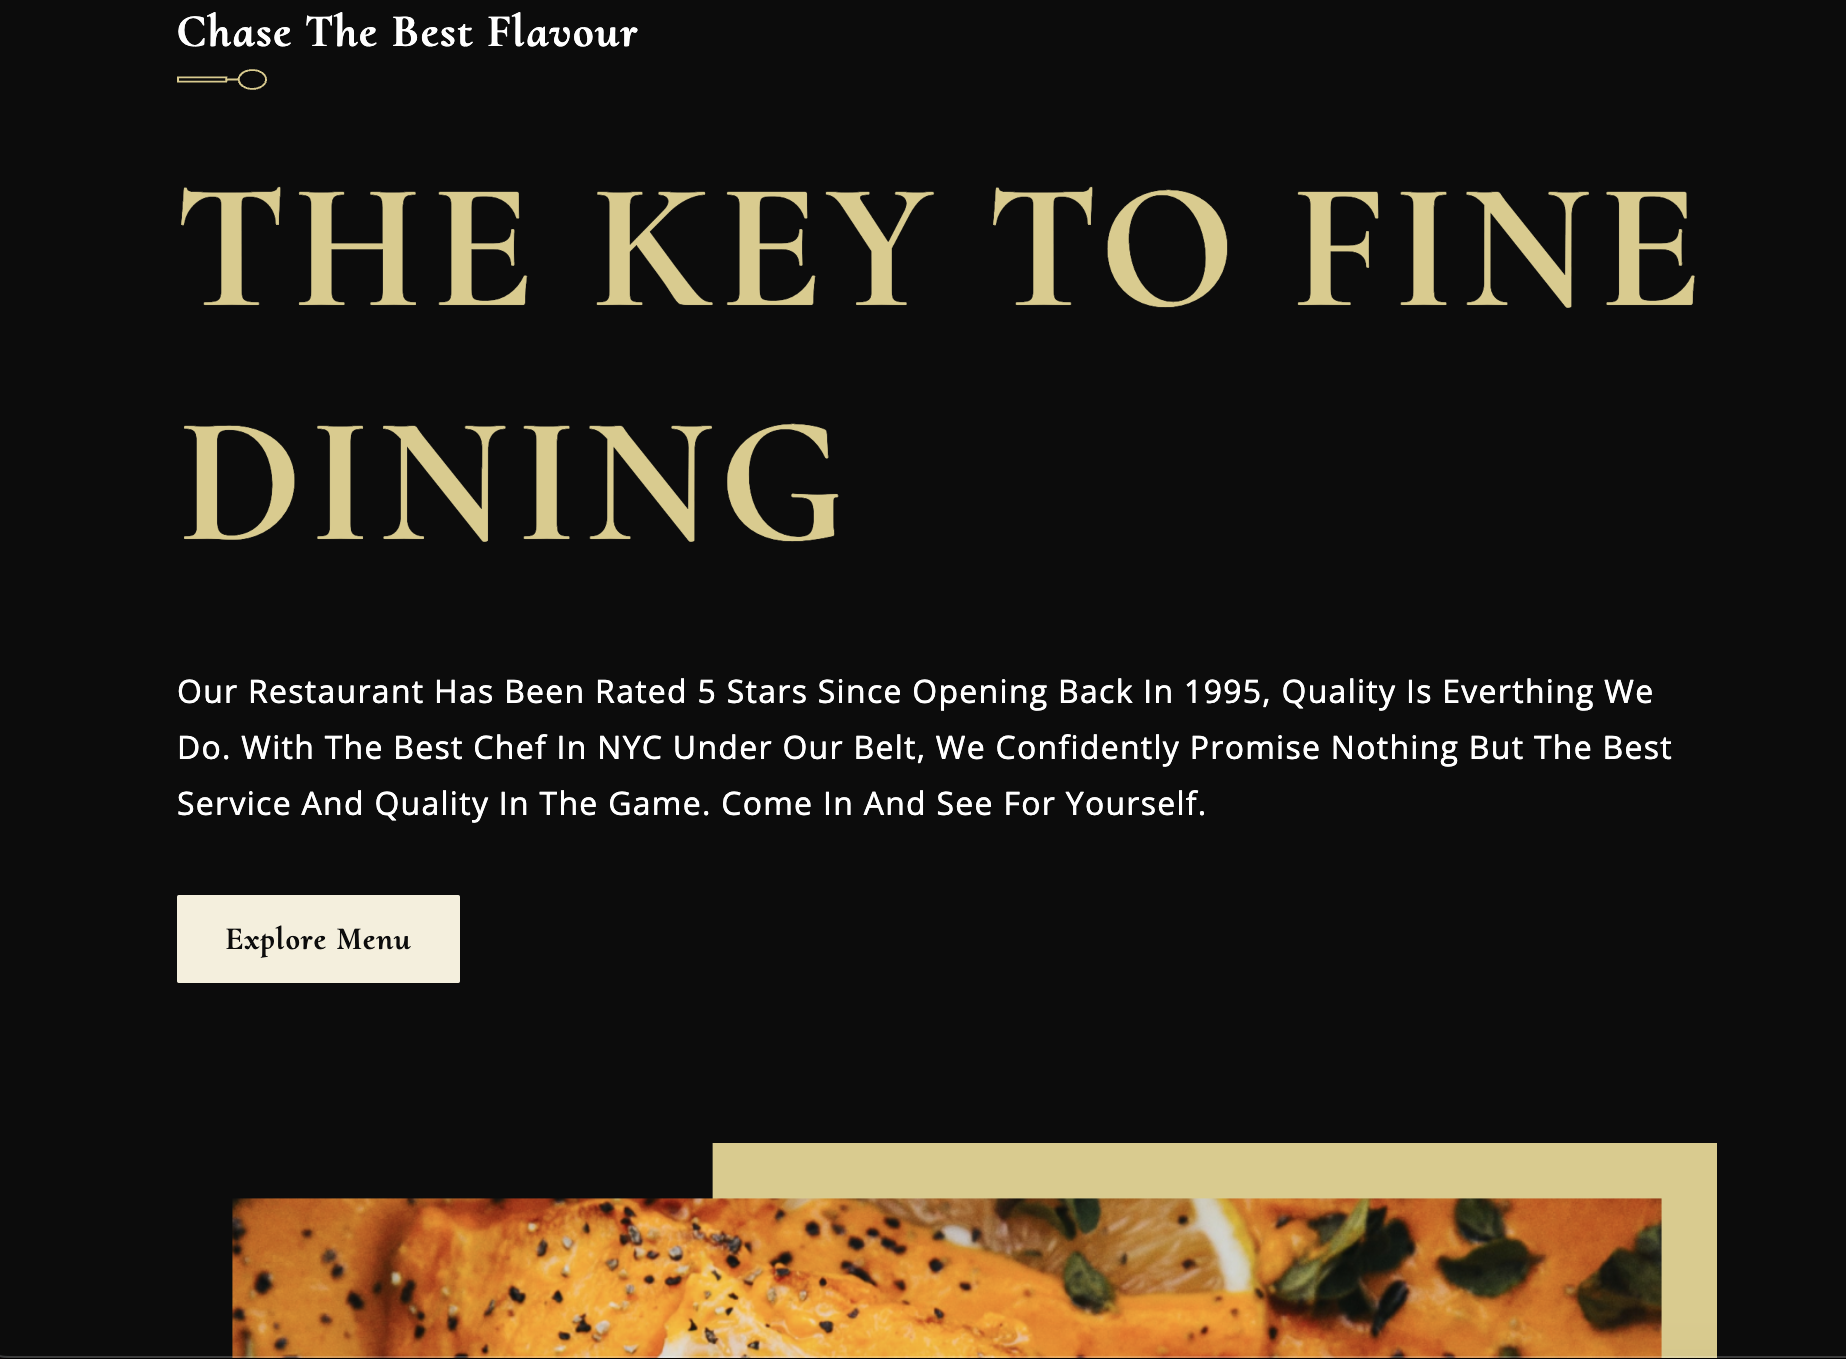 Chase The Best Flavour
THE KEY TO FINE
DINING
Our Restaurant Has Been Rated 5 Stars Since Opening Back In 1995, Quality Is Everthing We
Do. With The Best Chef In NYC Under Our Belt, We Confidently Promise Nothing But The Best
Service And Quality In The Game. Come In And See For Yourself.
Explore Menu